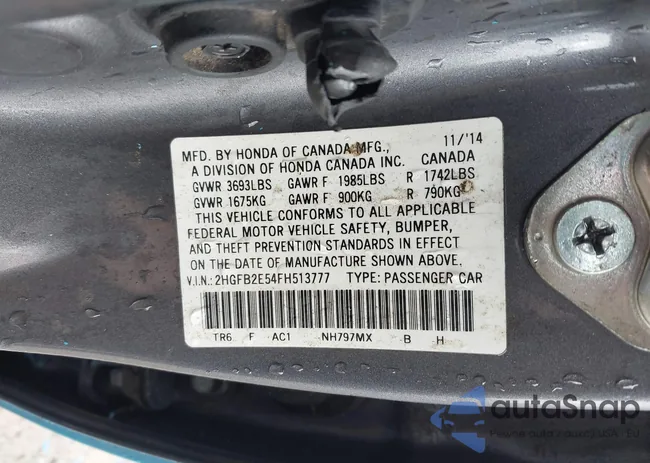 MFD. BY HONDA OF CANADA MFG., 11/'14
A DIVISION OF HONDA CANADA INC. CANADA
GVWR 3693LBS GAWR F 1985LBS R 1742LBS
GVWR 1675KG GAWR F 900KG R 790KG
THIS VEHICLE CONFORMS TO ALL APPLICABLE
FEDERAL MOTOR VEHICLE SAFETY, BUMPER,
AND THEFT PREVENTION STANDARDS IN EFFECT
ON THE DATE OF MANUFACTURE SHOWN ABOVE.
V.I.N.: 2HGFB2E54FH513777 TYPE: PASSENGER CAR
TR6 F AC1 NH797MX B H
autoSnap